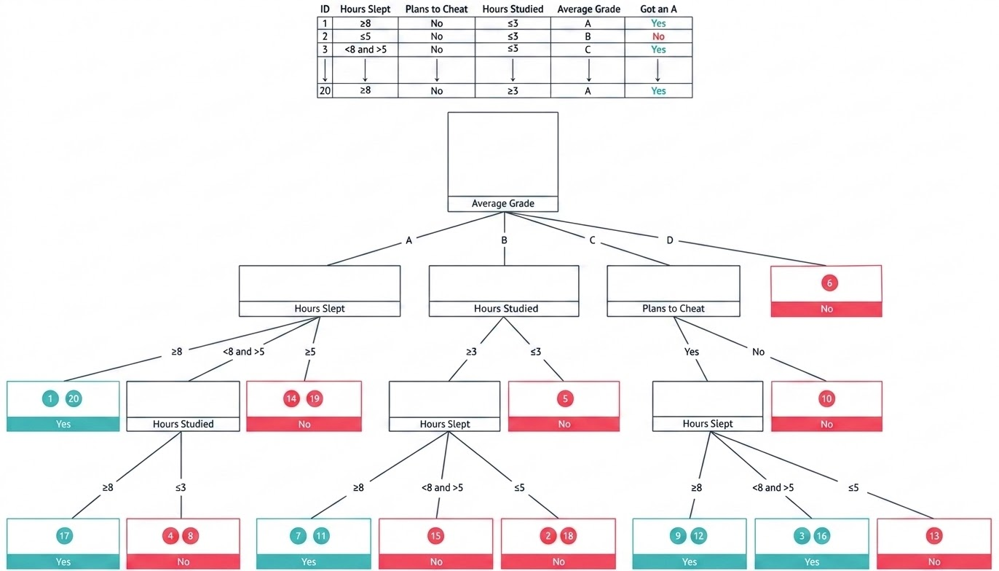 ID Hours Slept Plans to Cheat Hours Studied Average Grade Got an A
1 ≥8 No ≤3 A Yes
2 ≤5 No ≤3 B No
3 <8 and >5 No ≤3 C Yes
20 ≥8 No ≥3 A Yes
Average Grade
A B C D
6
Hours Slept Hours Studied Plans to Cheat No
≥8 <8 and >5 ≥5 ≥3 ≤3 Yes No
1 20 14 19 5 10
Yes Hours Studied No Hours Slept No Hours Slept No
≥8 ≤3 ≥8 <8 and >5 ≤5 ≥8 <8 and >5 ≤5
17 4 8 7 11 15 2 18 9 12 3 16 13
Yes No Yes No No Yes Yes No